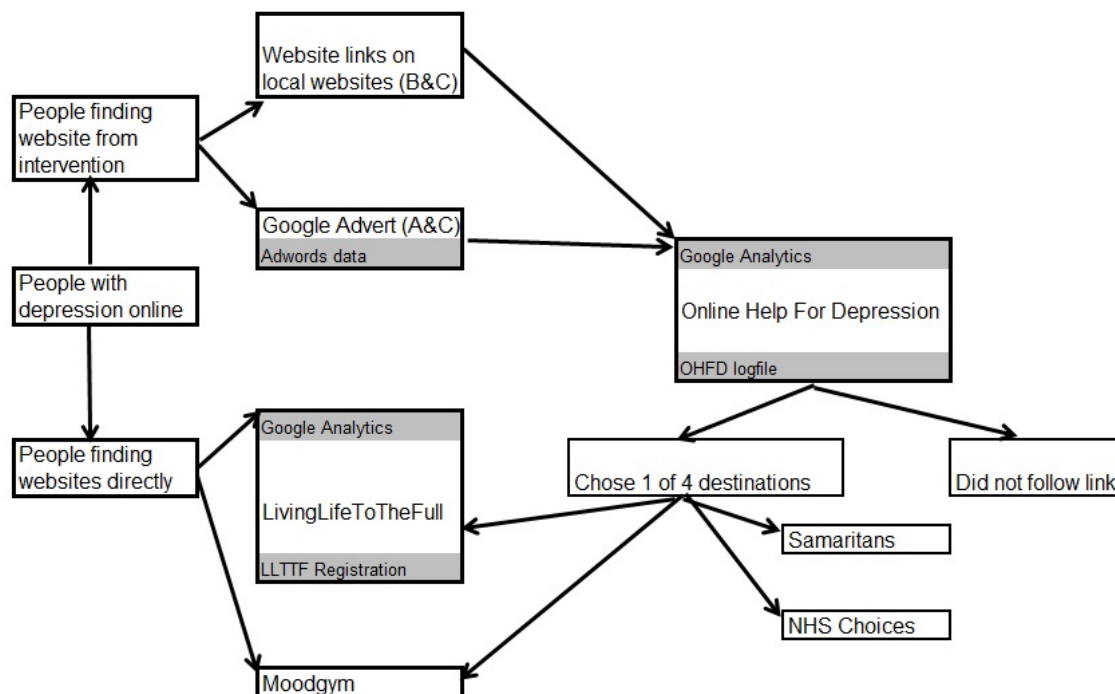 Website links on
local websites (B&C)
People finding
website from
intervention
Google Advert (A&C)
Adwords data
People with
depression online
Google Analytics
Online Help For Depression
OHFD logfile
People finding
websites directly
Google Analytics
LivingLifeToTheFull
LLTTF Registration
Chose 1 of 4 destinations
Did not follow link
Samaritans
NHS Choices
Moodgym